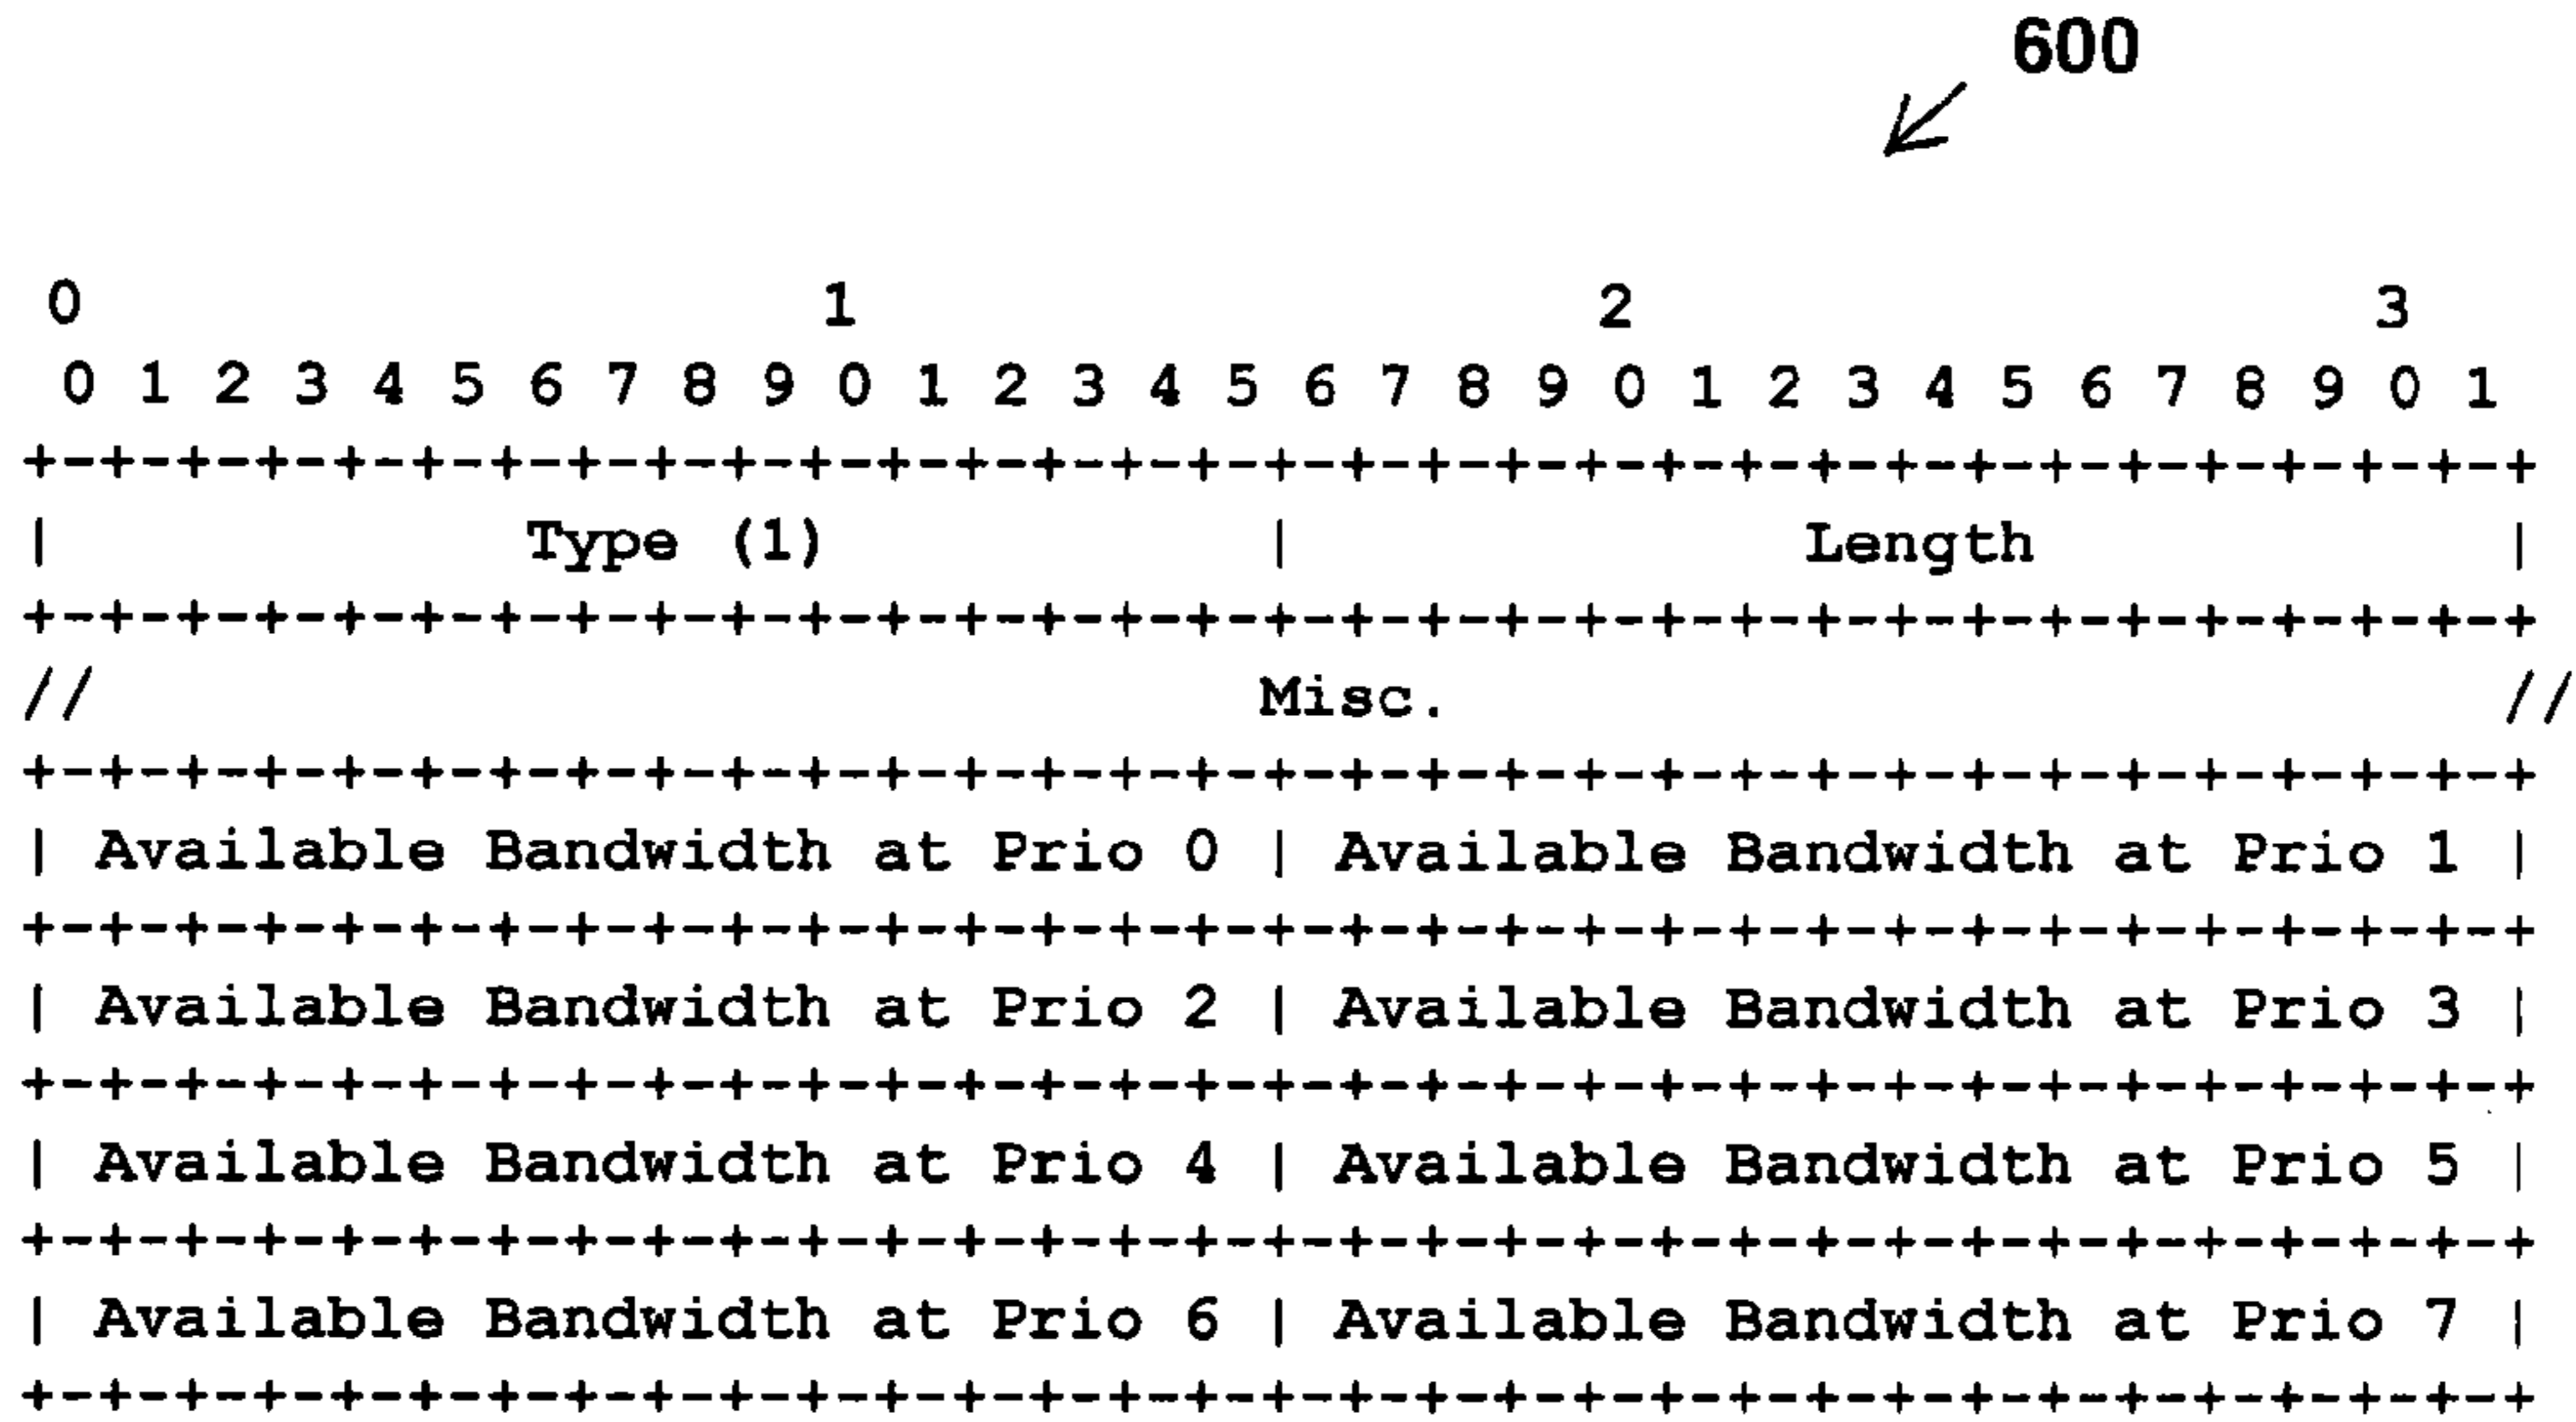 600
0                   1                   2                   3
 0 1 2 3 4 5 6 7 8 9 0 1 2 3 4 5 6 7 8 9 0 1 2 3 4 5 6 7 8 9 0 1
+-+-+-+-+-+-+-+-+-+-+-+-+-+-+-+-+-+-+-+-+-+-+-+-+-+-+-+-+-+-+-+-+
|            Type (1)           |             Length            |
+-+-+-+-+-+-+-+-+-+-+-+-+-+-+-+-+-+-+-+-+-+-+-+-+-+-+-+-+-+-+-+-+
//                              Misc.                           //
+-+-+-+-+-+-+-+-+-+-+-+-+-+-+-+-+-+-+-+-+-+-+-+-+-+-+-+-+-+-+-+-+
| Available Bandwidth at Prio 0 | Available Bandwidth at Prio 1 |
+-+-+-+-+-+-+-+-+-+-+-+-+-+-+-+-+-+-+-+-+-+-+-+-+-+-+-+-+-+-+-+-+
| Available Bandwidth at Prio 2 | Available Bandwidth at Prio 3 |
+-+-+-+-+-+-+-+-+-+-+-+-+-+-+-+-+-+-+-+-+-+-+-+-+-+-+-+-+-+-+-+-+
| Available Bandwidth at Prio 4 | Available Bandwidth at Prio 5 |
+-+-+-+-+-+-+-+-+-+-+-+-+-+-+-+-+-+-+-+-+-+-+-+-+-+-+-+-+-+-+-+-+
| Available Bandwidth at Prio 6 | Available Bandwidth at Prio 7 |
+-+-+-+-+-+-+-+-+-+-+-+-+-+-+-+-+-+-+-+-+-+-+-+-+-+-+-+-+-+-+-+-+